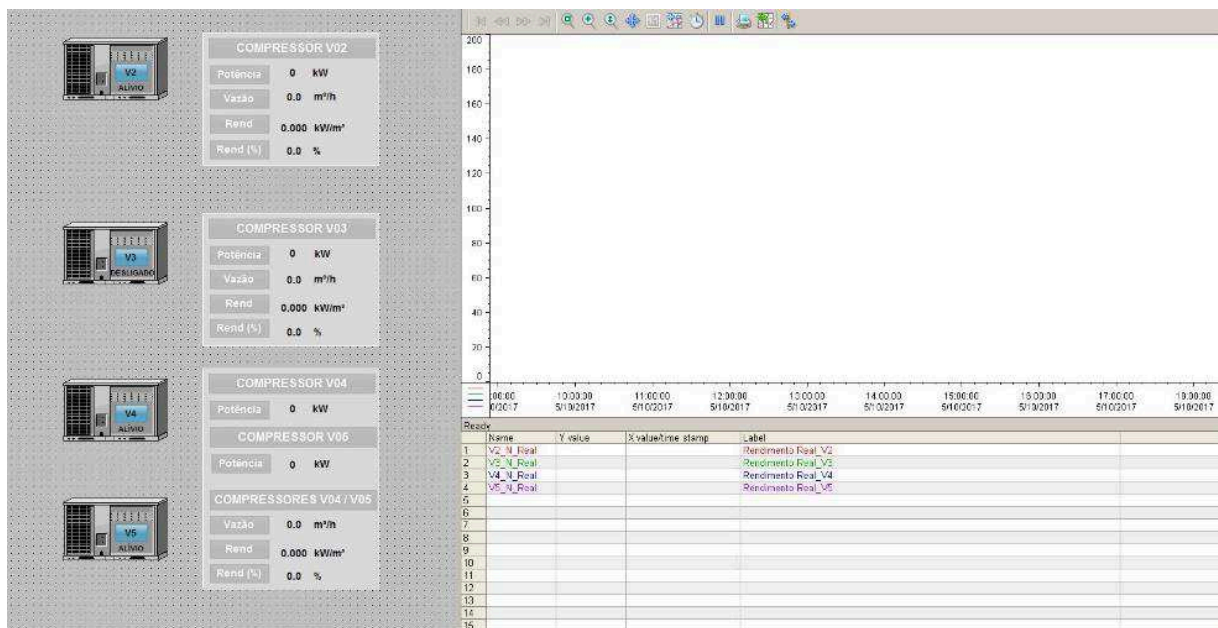 V2
ALÍVIO
COMPRESSOR V02
Potência 0 kW
Vazão 0.0 m³/h
Rend 0.000 kW/m³
Rend (%) 0.0 %
V3
DESLIGADO
COMPRESSOR V03
Potência 0 kW
Vazão 0.0 m³/h
Rend 0.000 kW/m³
Rend (%) 0.0 %
V4
ALÍVIO
COMPRESSOR V04
Potência 0 kW
COMPRESSOR V05
Potência 0 kW
V5
ALÍVIO
COMPRESSORES V04 / V05
Vazão 0.0 m³/h
Rend 0.000 kW/m³
Rend (%) 0.0 %
200
180
160
140
120
100
80
60
40
20
0
:00:00 10:00:00 11:00:00 12:00:00 13:00:00 14:00:00 15:00:00 16:00:00 17:00:00 18:00:00
0/2017 5/10/2017 5/10/2017 5/10/2017 5/10/2017 5/10/2017 5/10/2017 5/10/2017 5/10/2017 5/10/2017
Ready
Name Y value X value/time stamp Label
1 V2_N_Real Rendimento Real_V2
2 V3_N_Real Rendimento Real_V3
3 V4_N_Real Rendimento Real_V4
4 V5_N_Real Rendimento Real_V5
5
6
7
8
9
10
11
12
13
14
15